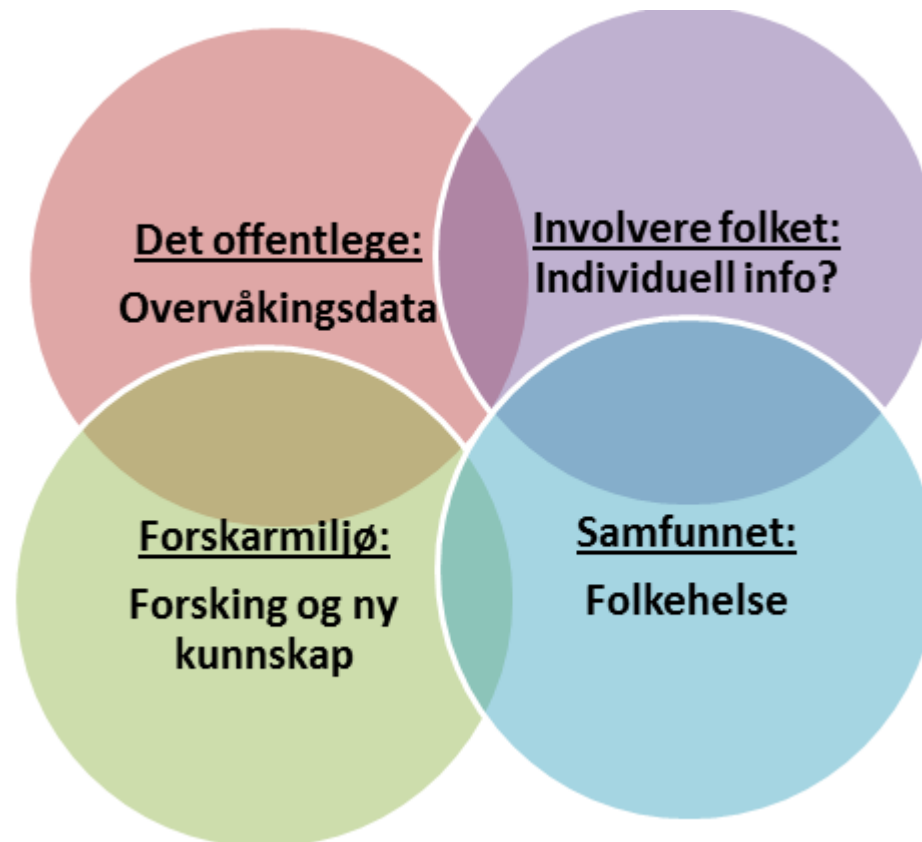 Det offentlege:
Overvåkingsdata
Involvere folket:
Individuell info?
Forskarmiljø:
Forsking og ny
kunnskap
Samfunnet:
Folkehelse